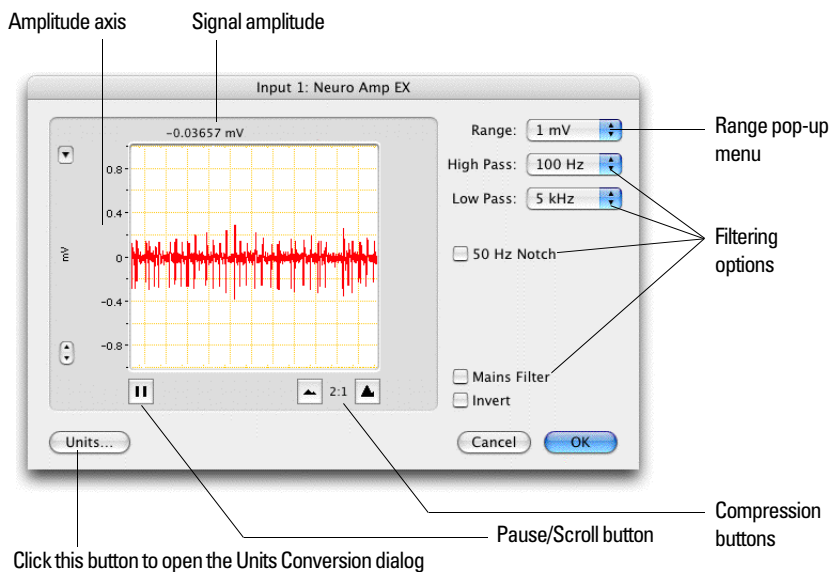 Amplitude axis
Signal amplitude
Input 1: Neuro Amp EX
−0.03657 mV
Range: 1 mV
Range pop-up
menu
High Pass: 100 Hz
Low Pass: 5 kHz
0.8
0.4
mV
0
−0.4
−0.8
50 Hz Notch
Filtering
options
Mains Filter
2:1
Invert
Units...
Cancel
OK
Compression
buttons
Pause/Scroll button
Click this button to open the Units Conversion dialog